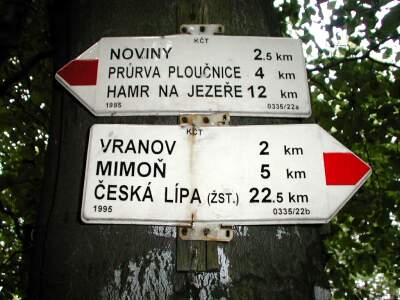 KČT
NOVINY 2.5 km
PRŮRVA PLOUČNICE 4 km
HAMR NA JEZEŘE 12 km
1995 0335/22a
KČT
VRANOV 2 km
MIMOŇ 5 km
ČESKÁ LÍPA (ŽST.) 22.5 km
1995 0335/22b